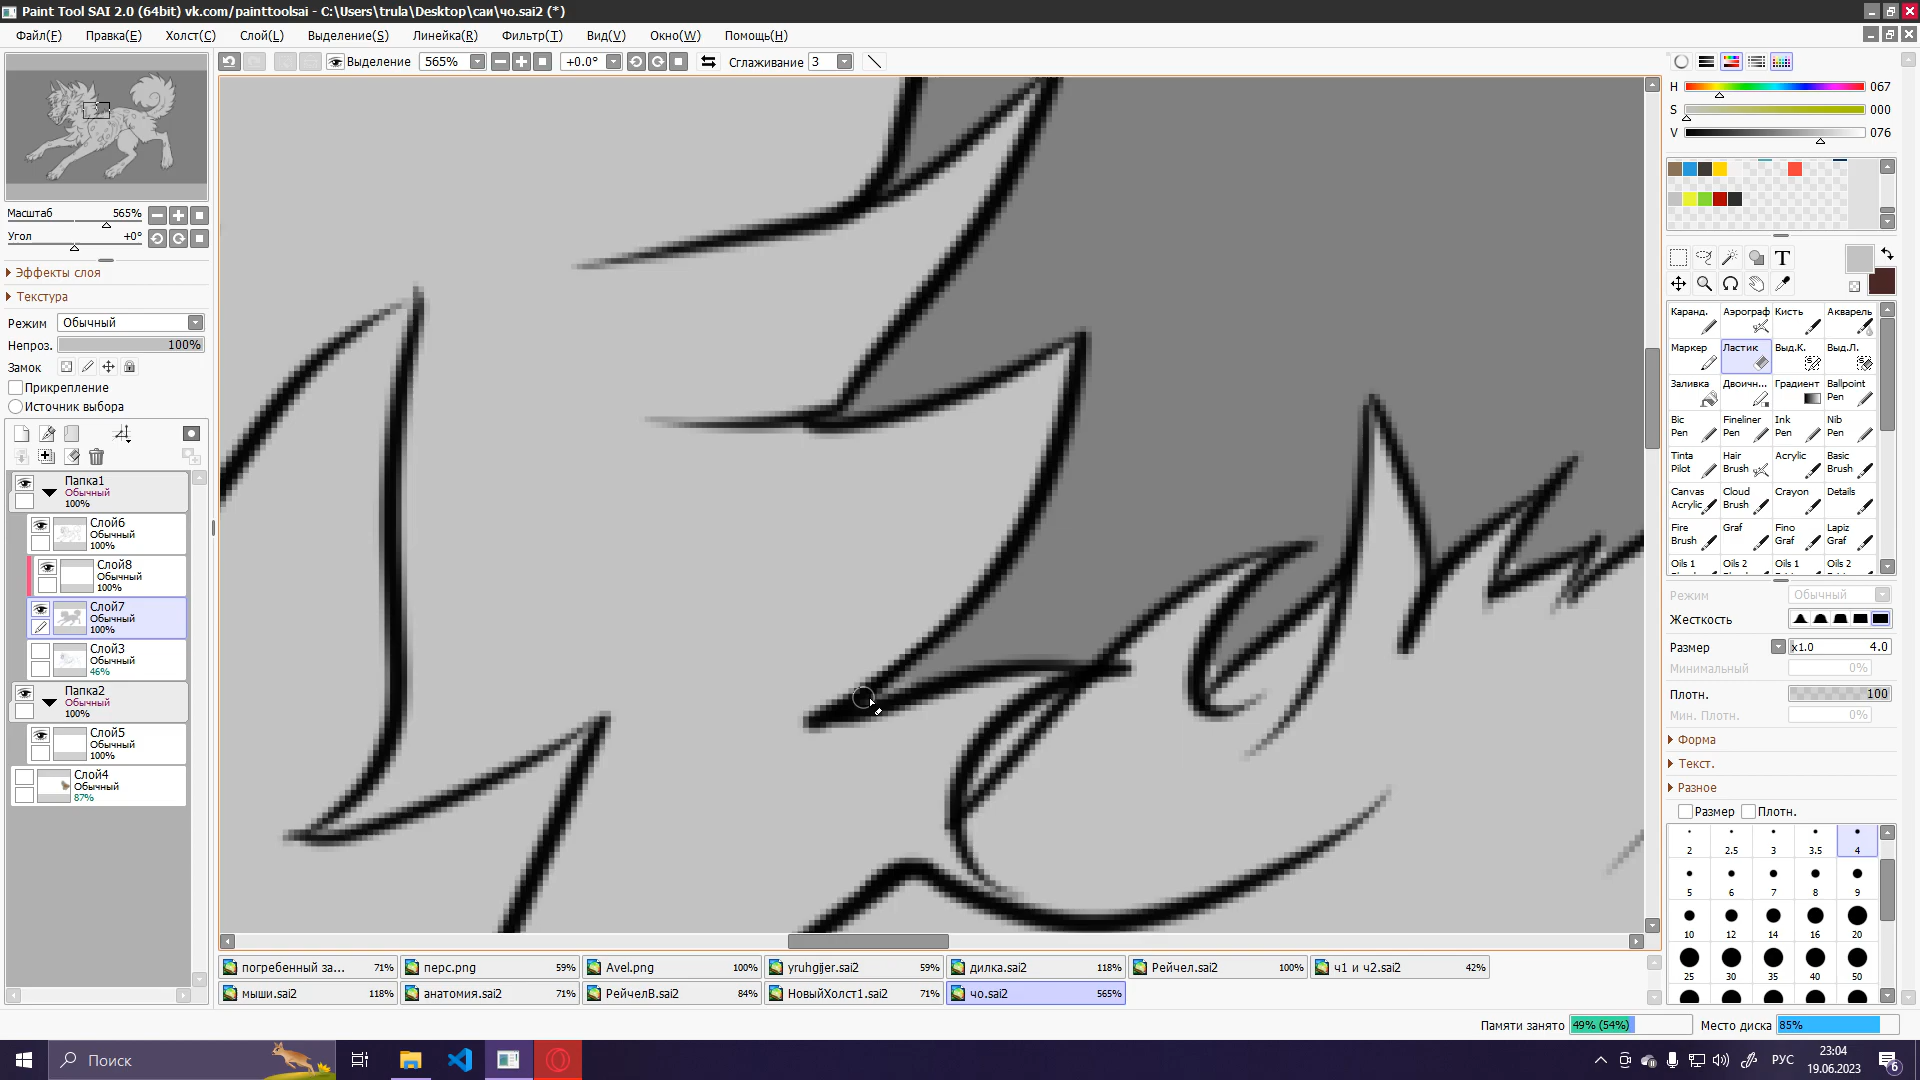 Paint Tool SAI 2.0 (64bit) vk.com/painttoolsai - C:\Users\trula\Desktop\саи\чо.sai2 (*)
Файл(F) Правка(E) Холст(C) Слой(L) Выделение(S) Линейка(R) Фильтр(T) Вид(V) Окно(W) Помощь(H)
Выделение 565% +0.0° Сглаживание 3
H 067
S 000
V 076
Масштаб 565%
Угол +0°
Эффекты слоя
Текстура
Режим Обычный
Непроз. 100%
Замок
Прикрепление
Источник выбора
Папка1
Обычный
100%
Слой6
Обычный
100%
Слой8
Обычный
100%
Слой7
Обычный
100%
Слой3
Обычный
46%
Папка2
Обычный
100%
Слой5
Обычный
100%
Слой4
Обычный
87%
T
Каранд. Аэрограф Кисть Акварель
Маркер Ластик Выд.К. Выд.Л.
Заливка Двоичн... Градиент Ballpoint Pen
Bic Pen Fineliner Pen Ink Pen Nib Pen
Tinta Pilot Hair Brush Acrylic Basic Brush
Canvas Acrylic Cloud Brush Crayon Details
Fire Brush Graf Fino Graf Lapiz Graf
Oils 1 Oils 2 Oils 1 Oils 2
Режим Обычный
Жесткость
Размер x1.0 4.0
Минимальный 0%
Плотн. 100
Мин. Плотн. 0%
Форма
Текст.
Разное
Размер Плотн.
2 2.5 3 3.5 4
5 6 7 8 9
10 12 14 16 20
25 30 35 40 50
погребенный за... 71% перс.png 59% Avel.png 100% yruhgijer.sai2 59% дилка.sai2 118% Рейчел.sai2 100% ч1 и ч2.sai2 42%
мыши.sai2 118% анатомия.sai2 71% РейчелВ.sai2 84% НовыйХолст1.sai2 71% чо.sai2 565%
Памяти занято 49% (54%) Место диска 85%
Поиск
РУС
23:04
19.06.2023
6